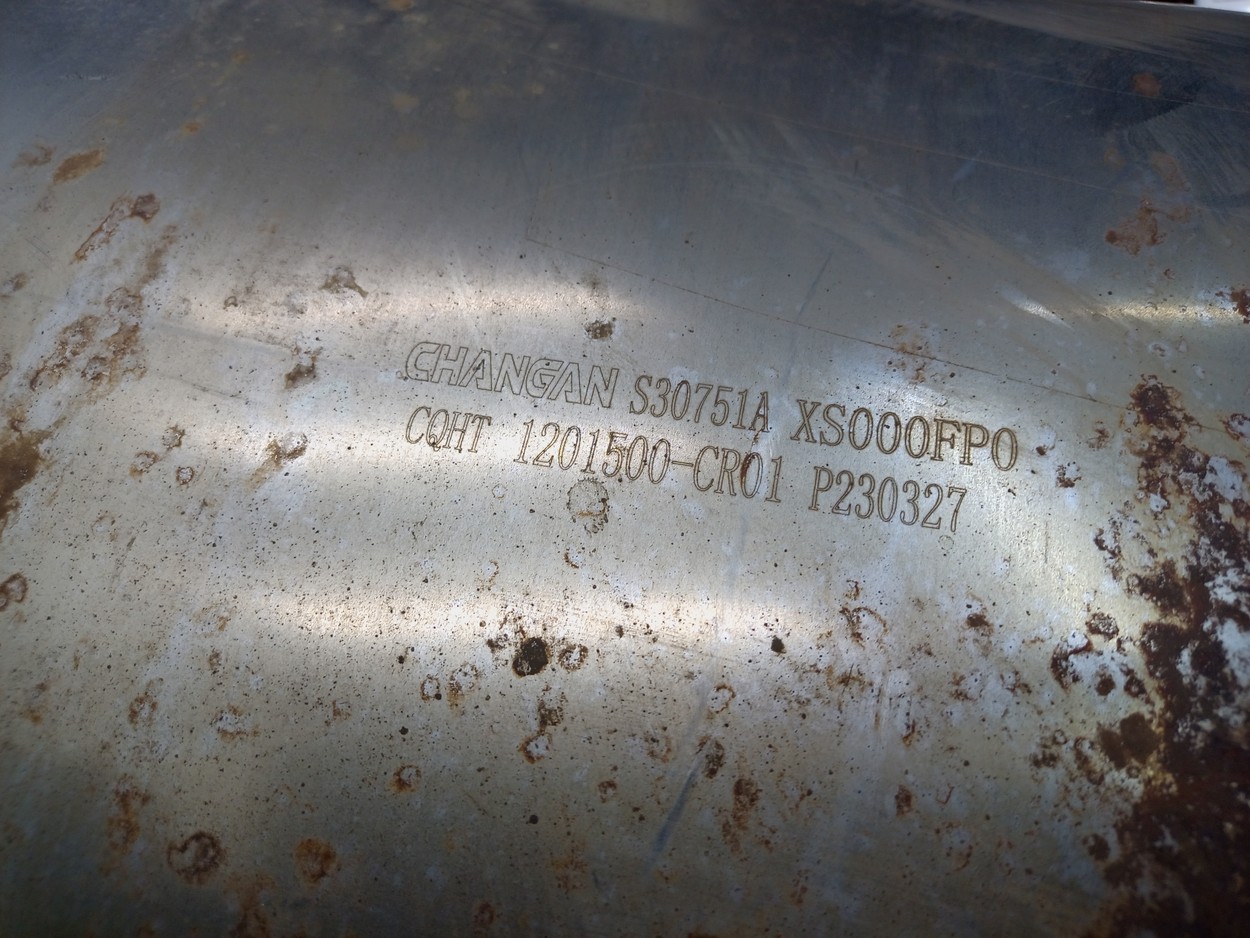 CHANGAN S30751A XS000FP0
CQHT 1201500-CR01 P230327